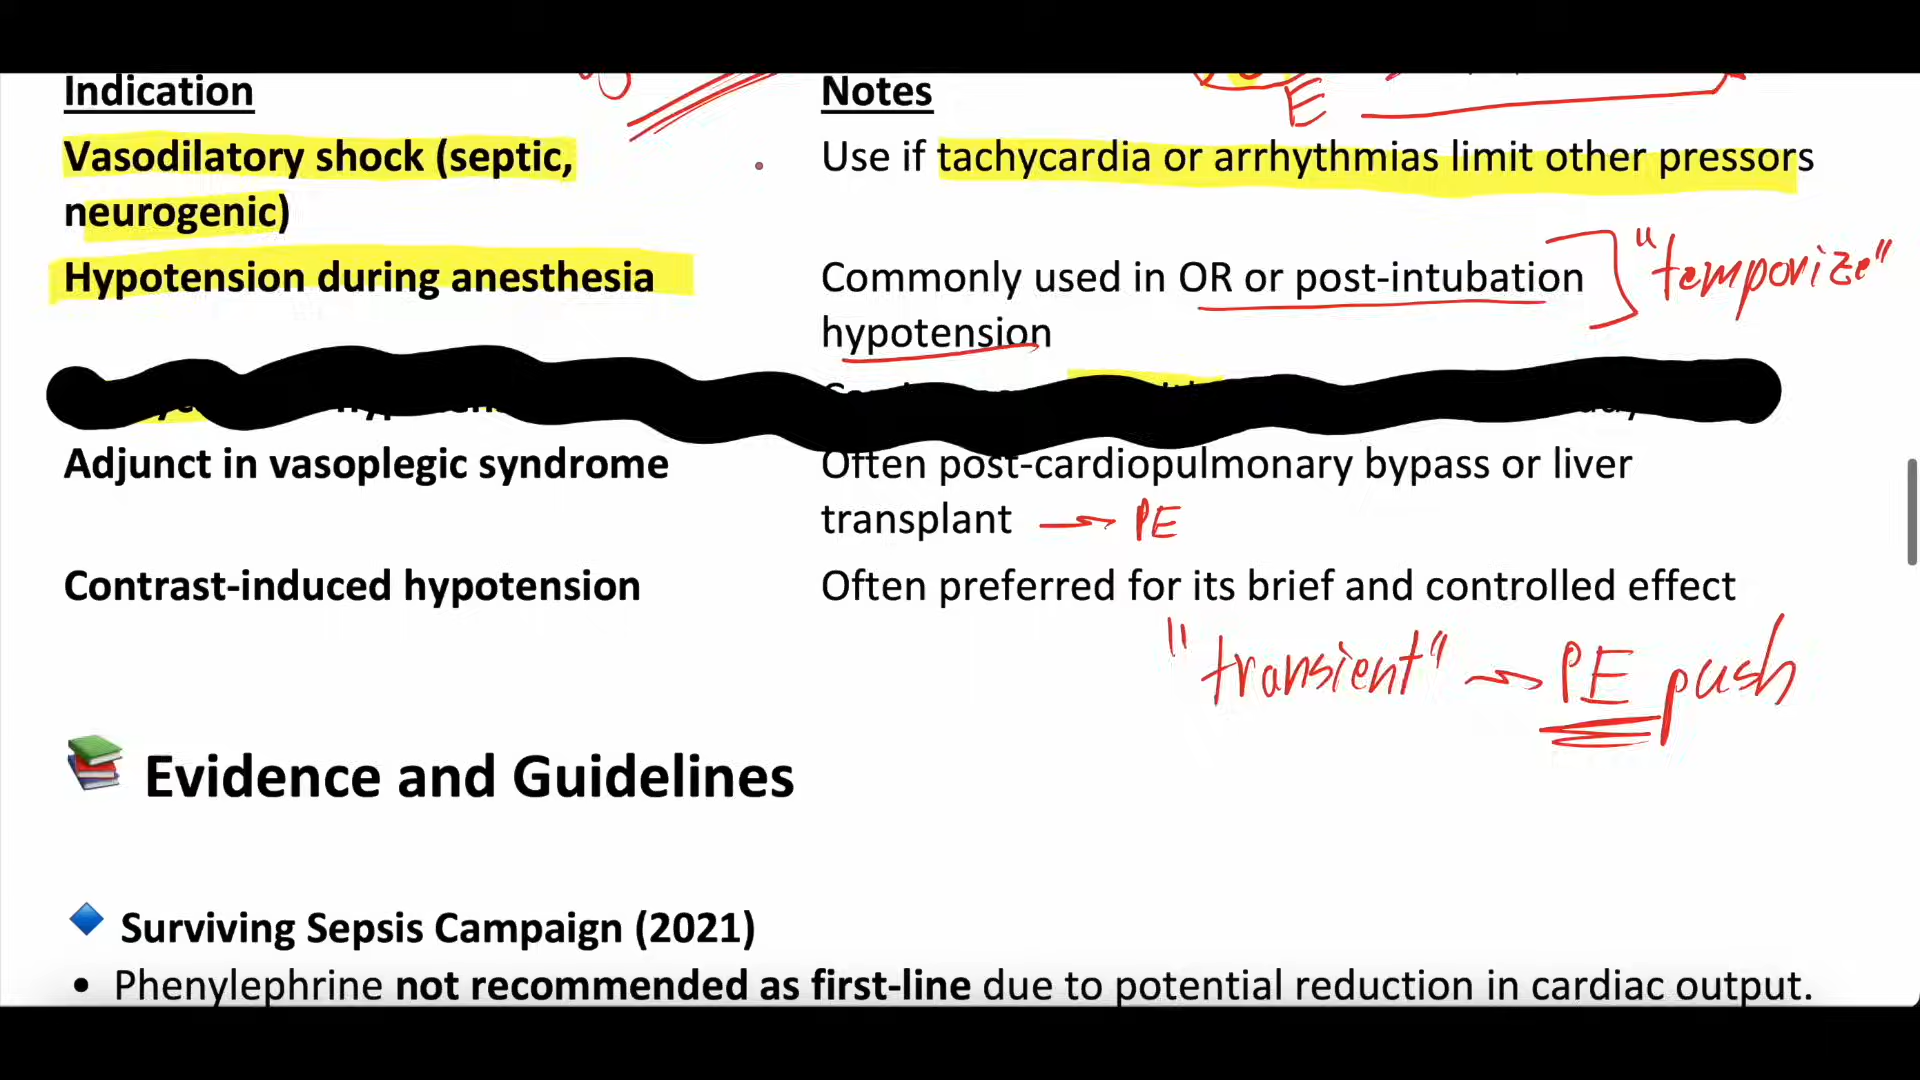 Indication
Notes
E
Vasodilatory shock (septic,
neurogenic)
Use if tachycardia or arrhythmias limit other pressors
Hypotension during anesthesia
Commonly used in OR or post-intubation
hypotension
"temporize"
Adjunct in vasoplegic syndrome
Often post-cardiopulmonary bypass or liver
transplant → PE
Contrast-induced hypotension
Often preferred for its brief and controlled effect
"transient" → PE push
Evidence and Guidelines
Surviving Sepsis Campaign (2021)
• Phenylephrine not recommended as first-line due to potential reduction in cardiac output.